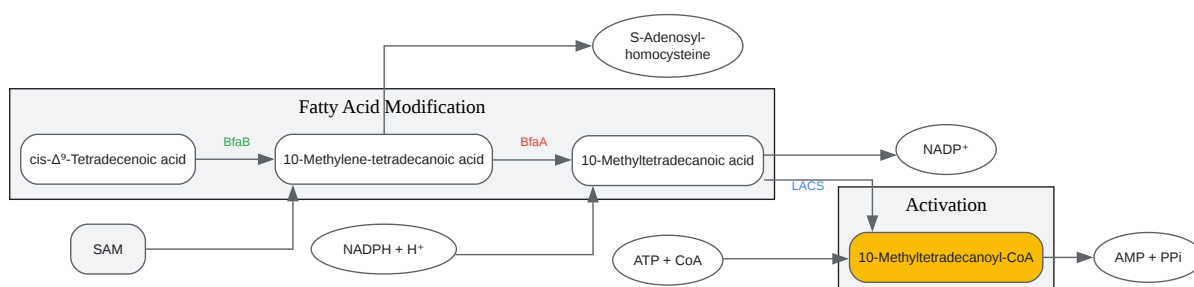 S-Adenosyl-
homocysteine
Fatty Acid Modification
cis-Δ⁹-Tetradecenoic acid
BfaB
10-Methylene-tetradecanoic acid
BfaA
10-Methyltetradecanoic acid
NADP⁺
LACS
Activation
SAM
NADPH + H⁺
ATP + CoA
10-Methyltetradecanoyl-CoA
AMP + PPi